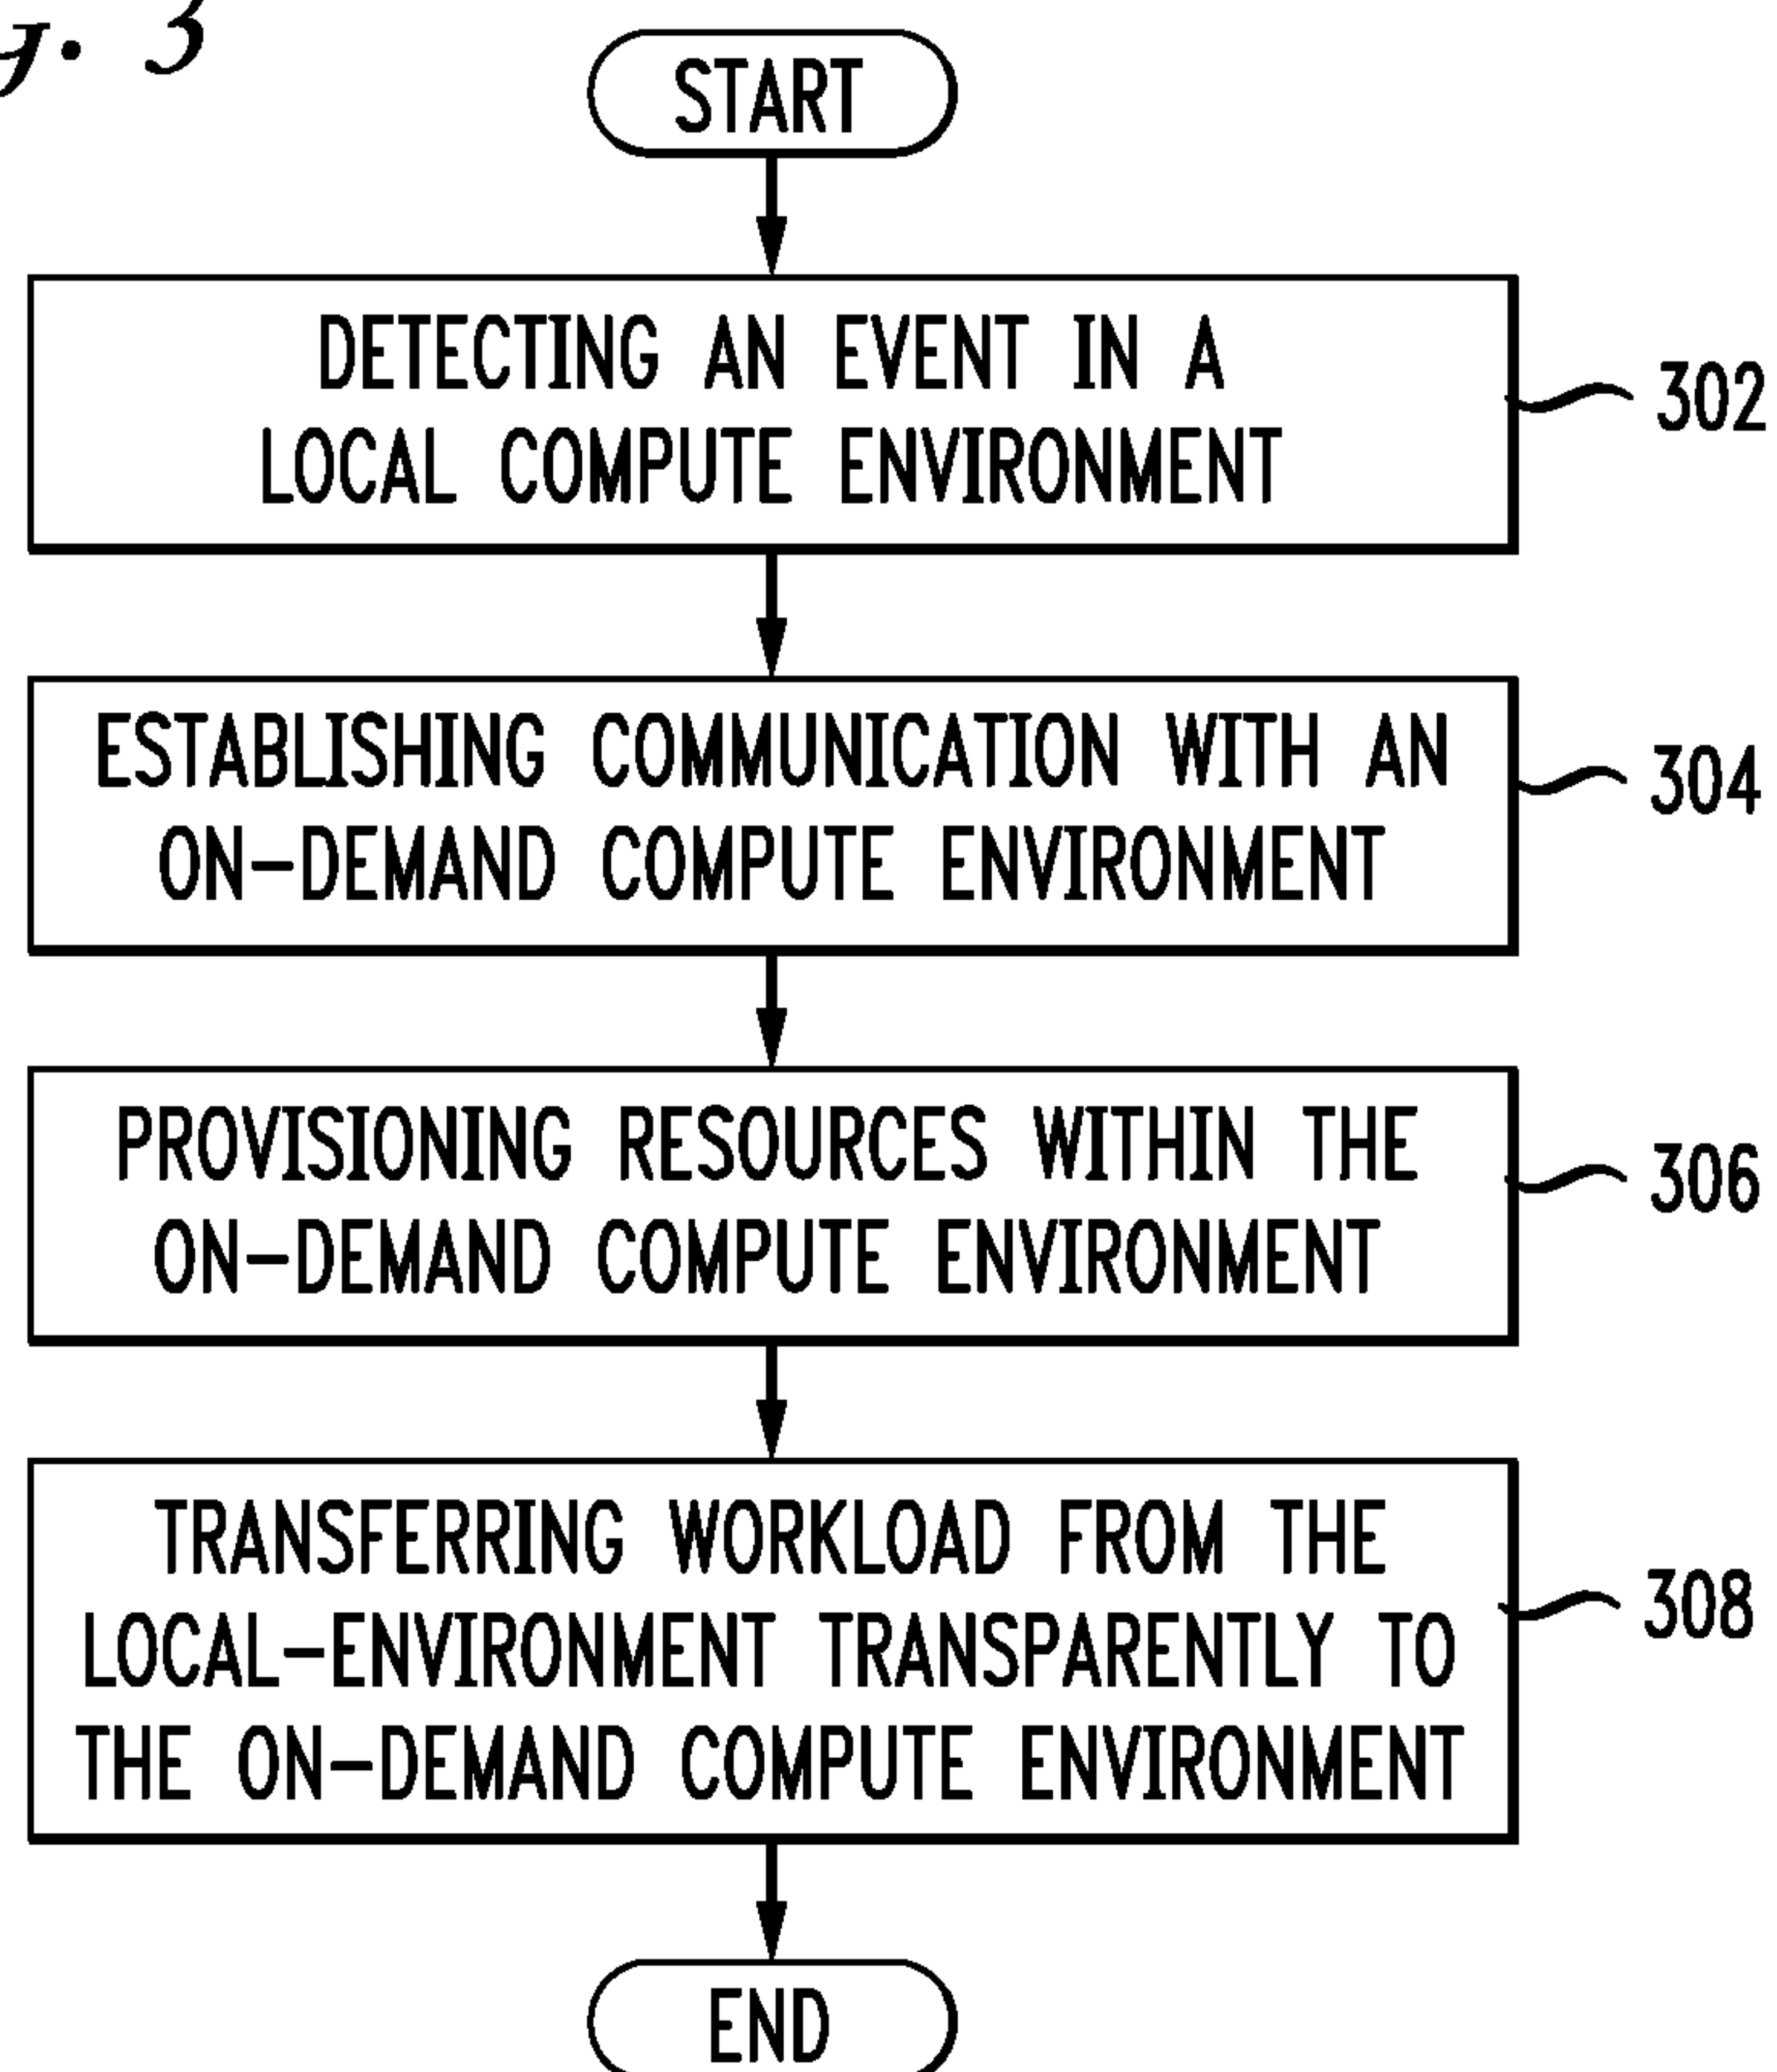 g. 3
START
DETECTING AN EVENT IN A
LOCAL COMPUTE ENVIRONMENT
302
ESTABLISHING COMMUNICATION WITH AN
ON-DEMAND COMPUTE ENVIRONMENT
304
PROVISIONING RESOURCES WITHIN THE
ON-DEMAND COMPUTE ENVIRONMENT
306
TRANSFERRING WORKLOAD FROM THE
LOCAL-ENVIRONMENT TRANSPARENTLY TO
THE ON-DEMAND COMPUTE ENVIRONMENT
308
END